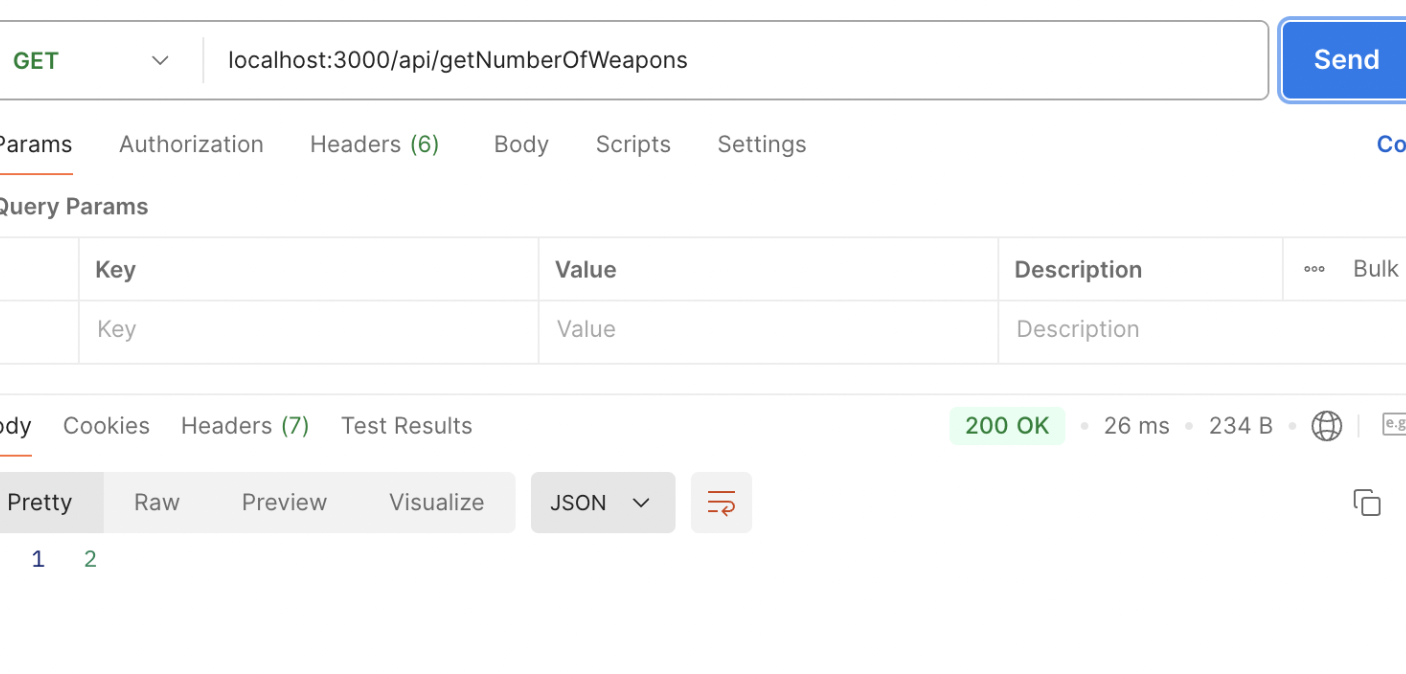 GET localhost:3000/api/getNumberOfWeapons Send
Params Authorization Headers (6) Body Scripts Settings Co
Query Params
Key Value Description Bulk
Key Value Description
ody Cookies Headers (7) Test Results 200 OK • 26 ms • 234 B • e.g
Pretty Raw Preview Visualize JSON
1 2